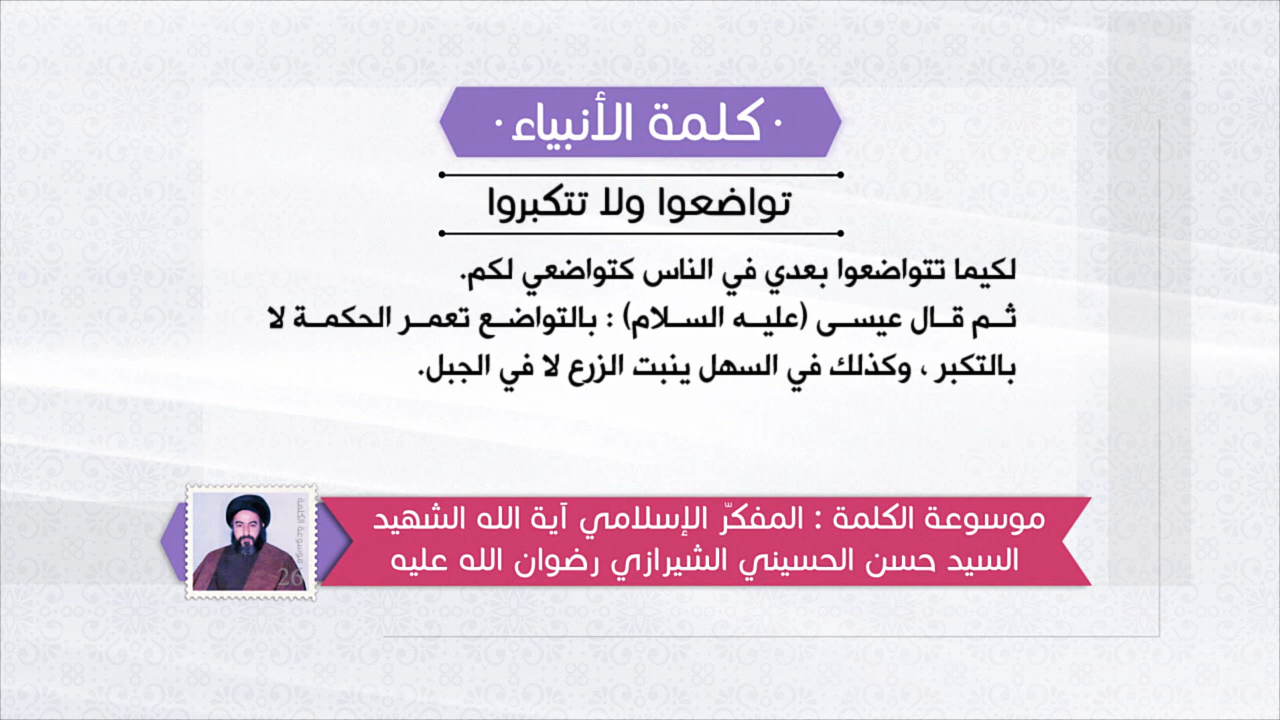 · كلمة الأنبياء ·
تواضعوا ولا تتكبروا
لكيما تتواضعوا بعدي في الناس كتواضعي لكم.
ثم قال عيسى (عليه السلام) : بالتواضع تعمر الحكمة لا
بالتكبر ، وكذلك في السهل ينبت الزرع لا في الجبل.
موسوعة الكلمة : المفكّر الإسلامي آية الله الشهيد
السيد حسن الحسيني الشيرازي رضوان الله عليه
موسوعة الكلمة
26